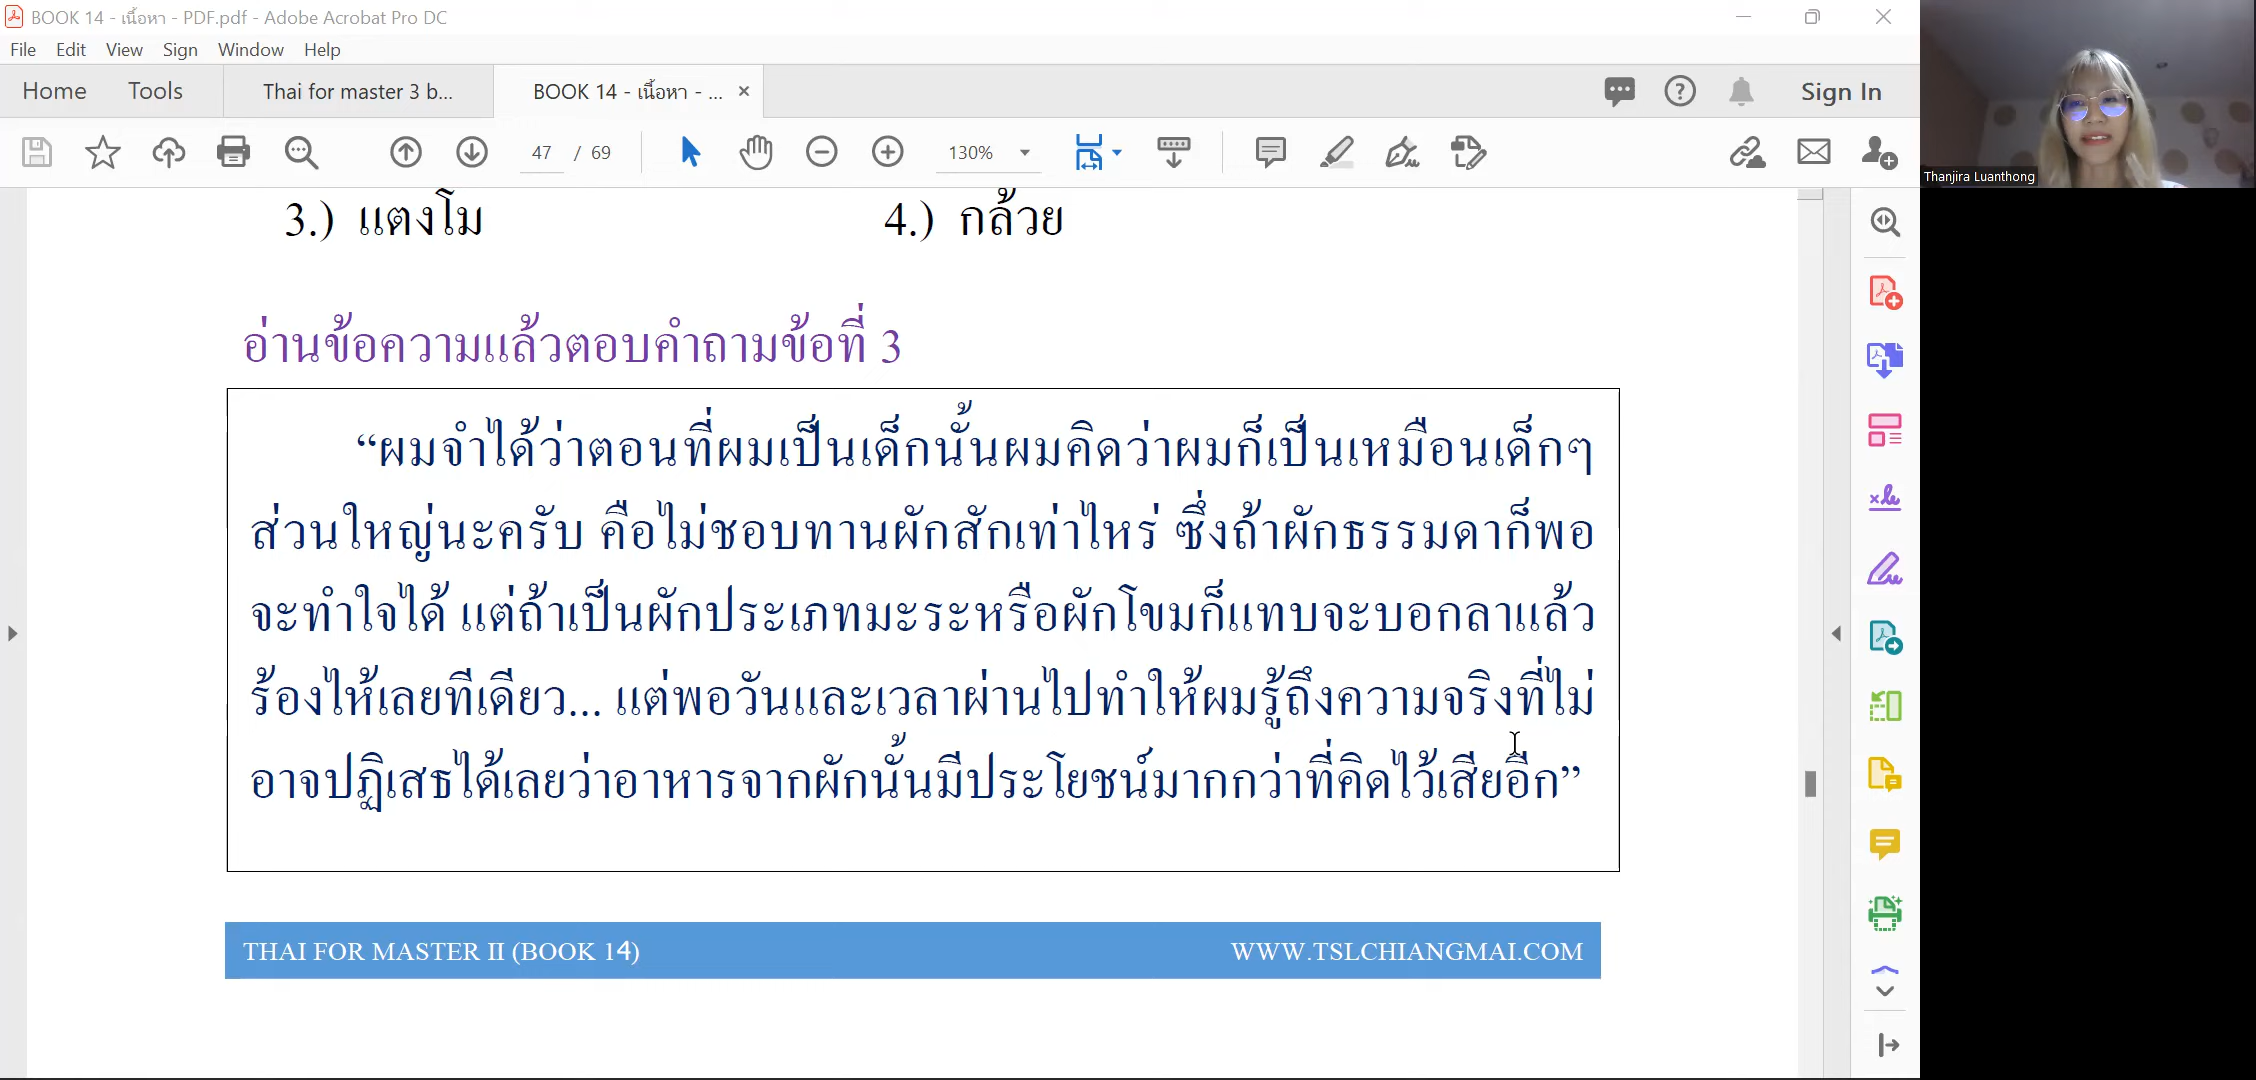 BOOK 14 - เนื้อหา - PDF.pdf - Adobe Acrobat Pro DC
File Edit View Sign Window Help
Home Tools Thai for master 3 b... BOOK 14 - เนื้อหา - ... × Sign In
47 / 69 130%
Thanjira Luanthong
3.) แตงโม 4.) กล้วย
อ่านข้อความแล้วตอบคำถามข้อที่ 3
“ผมจำได้ว่าตอนที่ผมเป็นเด็กนั้นผมคิดว่าผมก็เป็นเหมือนเด็กๆ
ส่วนใหญ่นะครับ คือไม่ชอบทานผักสักเท่าไหร่ ซึ่งถ้าผักธรรมดาก็พอ
จะทำใจได้ แต่ถ้าเป็นผักประเภทมะระหรือผักโขมก็แทบจะบอกลาแล้ว
ร้องไห้เลยทีเดียว... แต่พอวันและเวลาผ่านไปทำให้ผมรู้ถึงความจริงที่ไม่
อาจปฏิเสธได้เลยว่าอาหารจากผักนั้นมีประโยชน์มากกว่าที่คิดไว้เสียอีก”
THAI FOR MASTER II (BOOK 14) WWW.TSLCHIANGMAI.COM